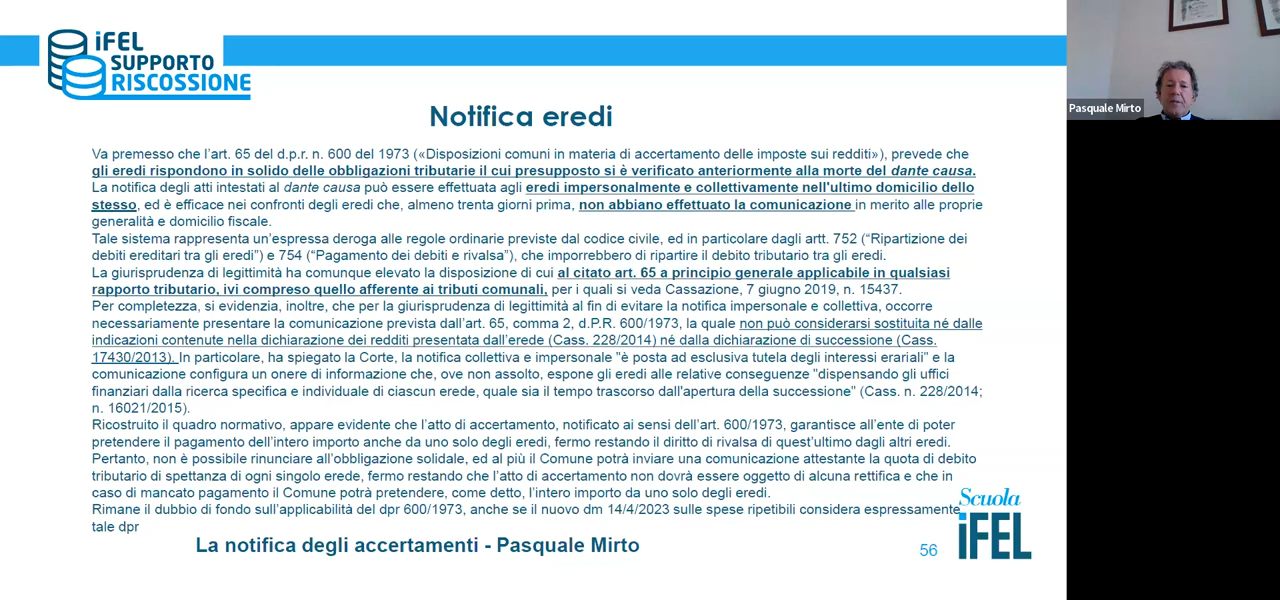 iFEL
SUPPORTO
RISCOSSIONE
Pasquale Mirto
Notifica eredi
Va premesso che l'art. 65 del d.p.r. n. 600 del 1973 («Disposizioni comuni in materia di accertamento delle imposte sui redditi»), prevede che
gli eredi rispondono in solido delle obbligazioni tributarie il cui presupposto si è verificato anteriormente alla morte del dante causa.
La notifica degli atti intestati al dante causa può essere effettuata agli eredi impersonalmente e collettivamente nell'ultimo domicilio dello
stesso, ed è efficace nei confronti degli eredi che, almeno trenta giorni prima, non abbiano effettuato la comunicazione in merito alle proprie
generalità e domicilio fiscale.
Tale sistema rappresenta un'espressa deroga alle regole ordinarie previste dal codice civile, ed in particolare dagli artt. 752 ("Ripartizione dei
debiti ereditari tra gli eredi") e 754 ("Pagamento dei debiti e rivalsa"), che imporrebbero di ripartire il debito tributario tra gli eredi.
La giurisprudenza di legittimità ha comunque elevato la disposizione di cui al citato art. 65 a principio generale applicabile in qualsiasi
rapporto tributario, ivi compreso quello afferente ai tributi comunali, per i quali si veda Cassazione, 7 giugno 2019, n. 15437.
Per completezza, si evidenzia, inoltre, che per la giurisprudenza di legittimità al fin di evitare la notifica impersonale e collettiva, occorre
necessariamente presentare la comunicazione prevista dall'art. 65, comma 2, d.P.R. 600/1973, la quale non può considerarsi sostituita né dalle
indicazioni contenute nella dichiarazione dei redditi presentata dall'erede (Cass. 228/2014) né dalla dichiarazione di successione (Cass.
17430/2013). In particolare, ha spiegato la Corte, la notifica collettiva e impersonale "è posta ad esclusiva tutela degli interessi erariali" e la
comunicazione configura un onere di informazione che, ove non assolto, espone gli eredi alle relative conseguenze "dispensando gli uffici
finanziari dalla ricerca specifica e individuale di ciascun erede, quale sia il tempo trascorso dall'apertura della successione" (Cass. n. 228/2014;
n. 16021/2015).
Ricostruito il quadro normativo, appare evidente che l'atto di accertamento, notificato ai sensi dell'art. 600/1973, garantisce all'ente di poter
pretendere il pagamento dell'intero importo anche da uno solo degli eredi, fermo restando il diritto di rivalsa di quest'ultimo dagli altri eredi.
Pertanto, non è possibile rinunciare all'obbligazione solidale, ed al più il Comune potrà inviare una comunicazione attestante la quota di debito
tributario di spettanza di ogni singolo erede, fermo restando che l'atto di accertamento non dovrà essere oggetto di alcuna rettifica e che in
caso di mancato pagamento il Comune potrà pretendere, come detto, l'intero importo da uno solo degli eredi.
Rimane il dubbio di fondo sull'applicabilità del dpr 600/1973, anche se il nuovo dm 14/4/2023 sulle spese ripetibili considera espressamente
tale dpr
La notifica degli accertamenti - Pasquale Mirto
56
Scuola
iFEL